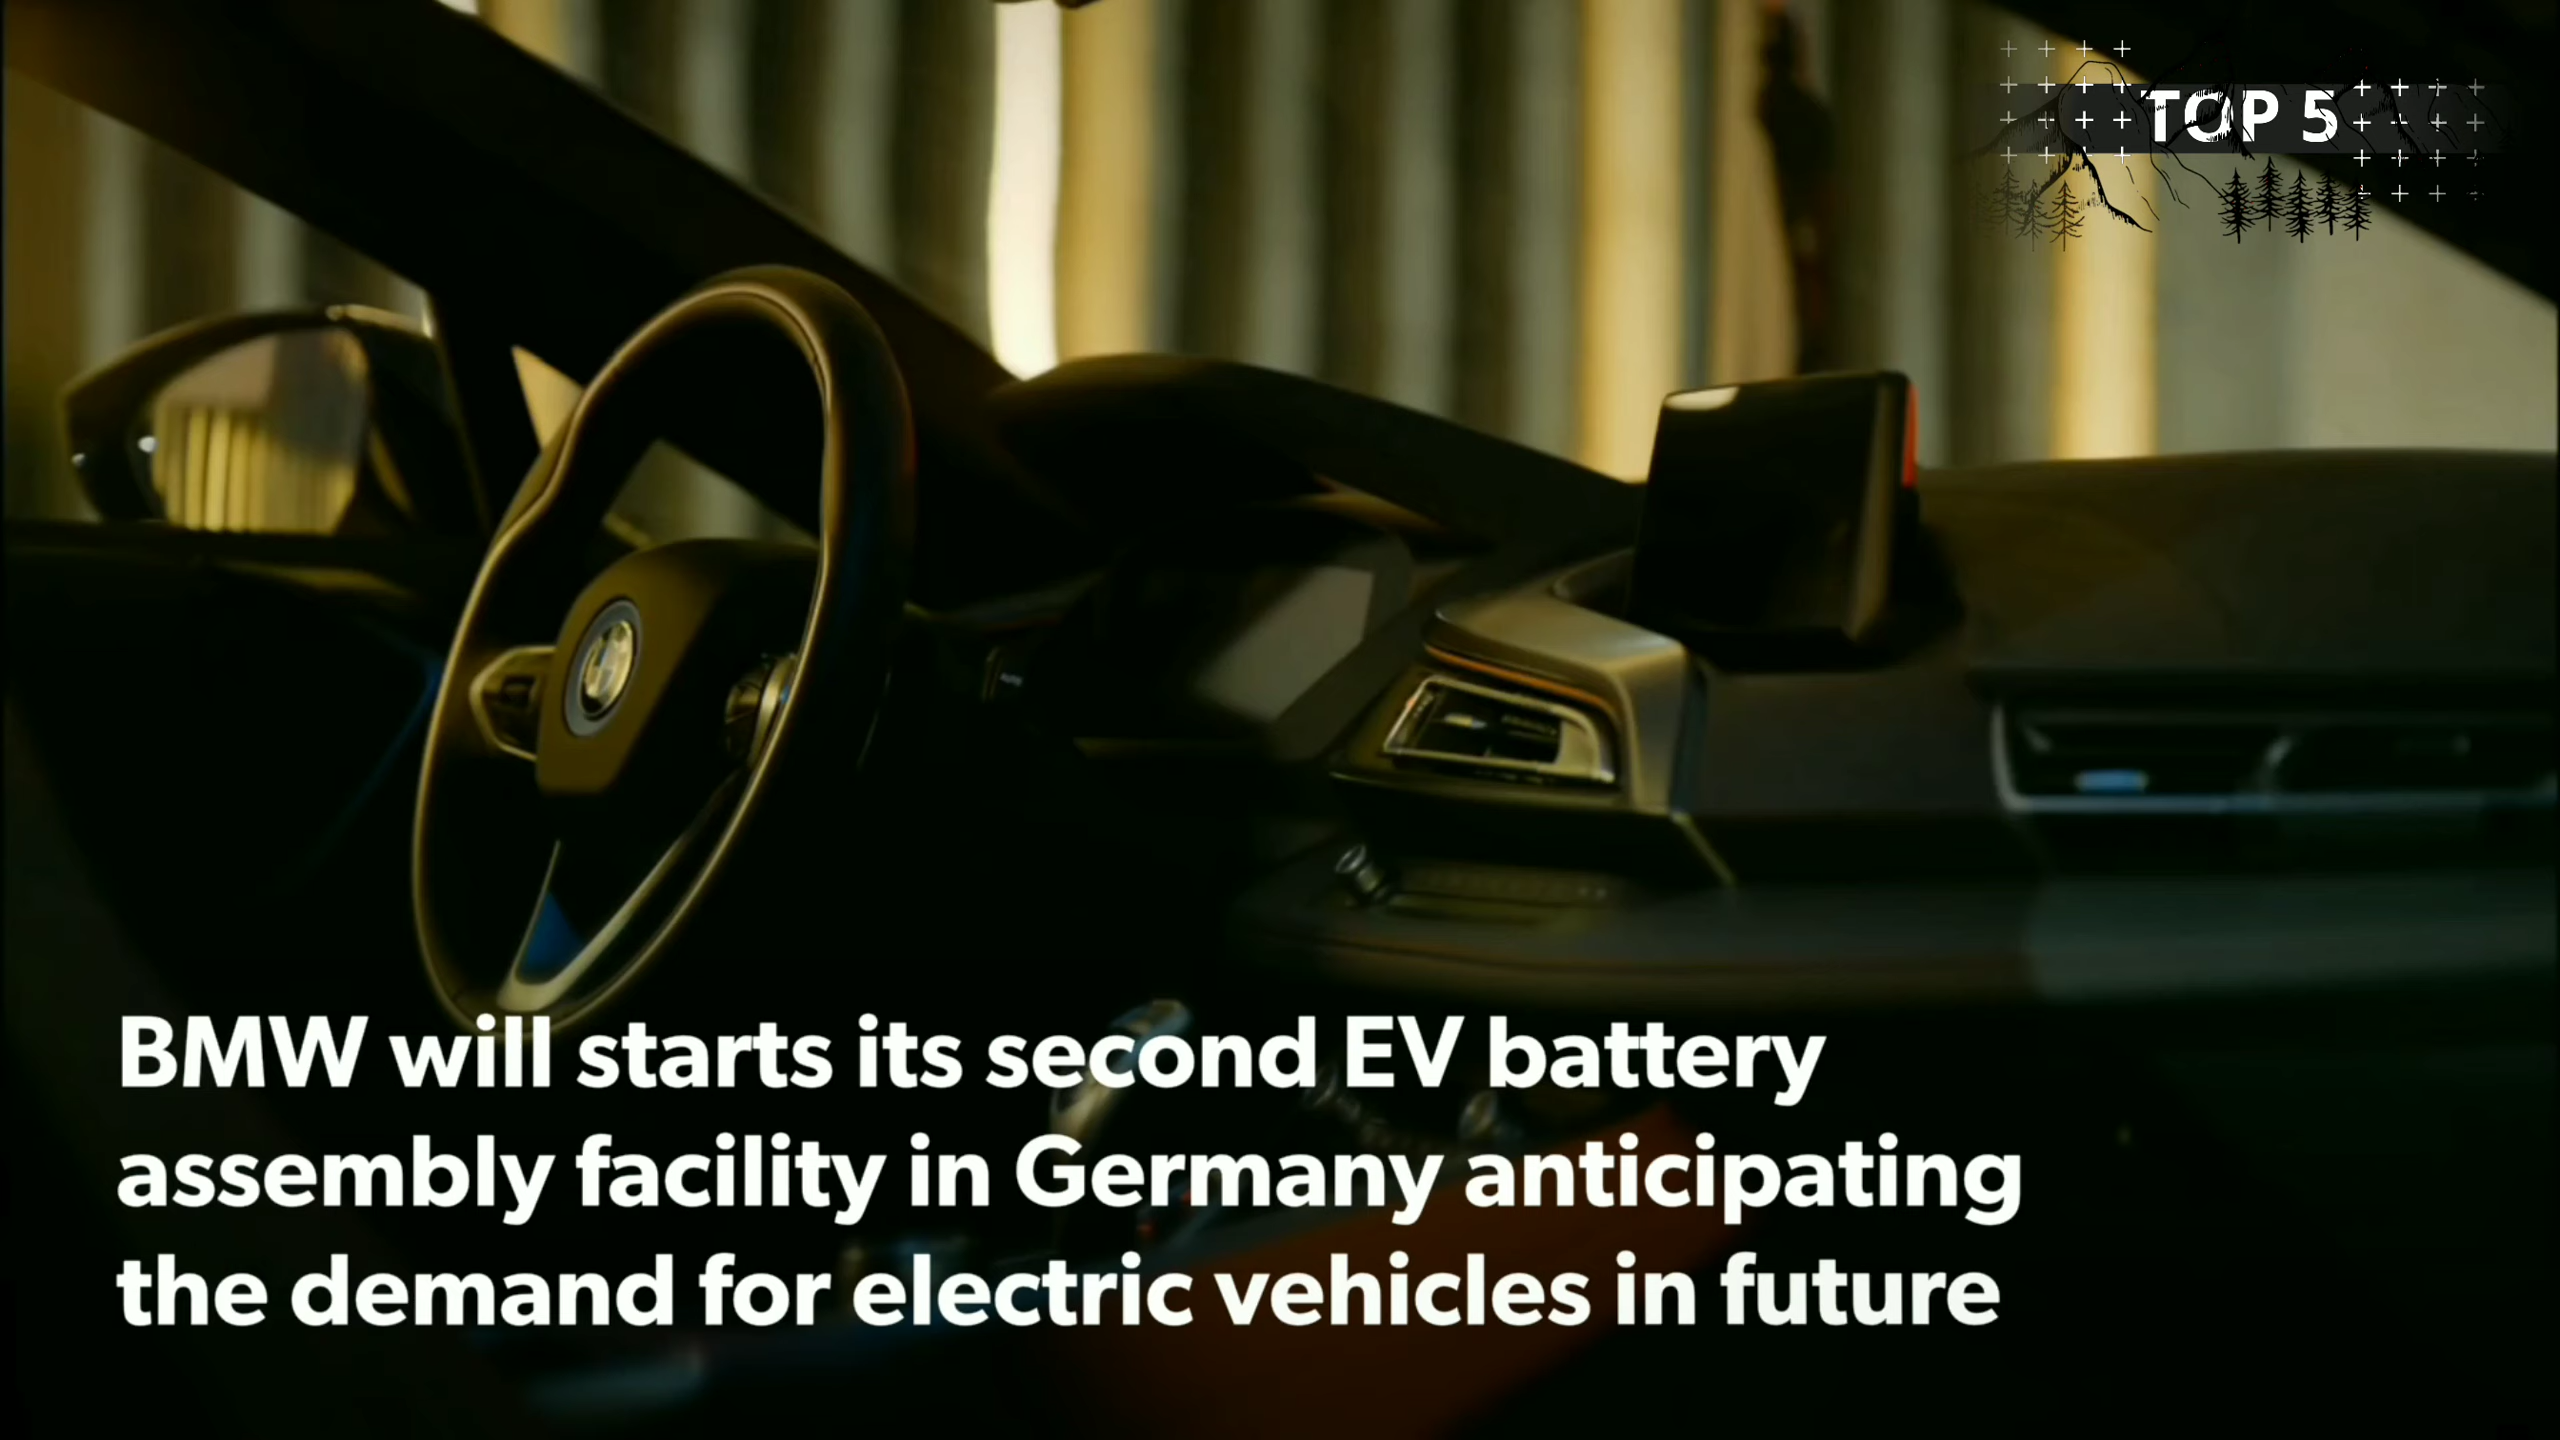 TOP 5
BMW will starts its second EV battery
assembly facility in Germany anticipating
the demand for electric vehicles in future